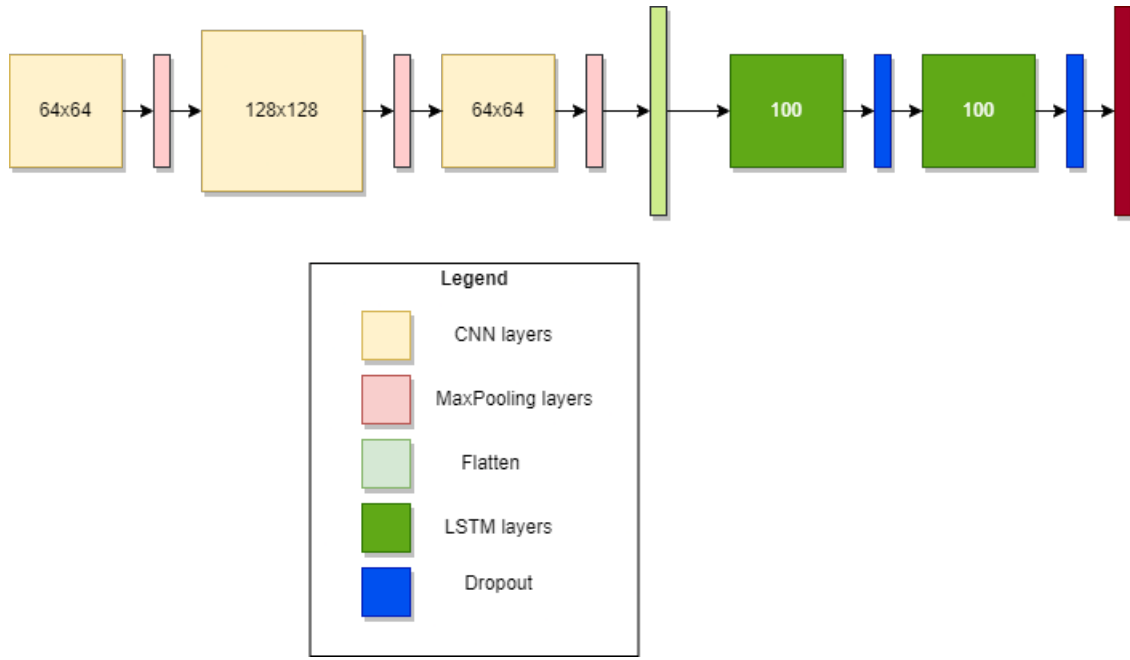 64x64
128x128
64x64
100
100
Legend
CNN layers
MaxPooling layers
Flatten
LSTM layers
Dropout